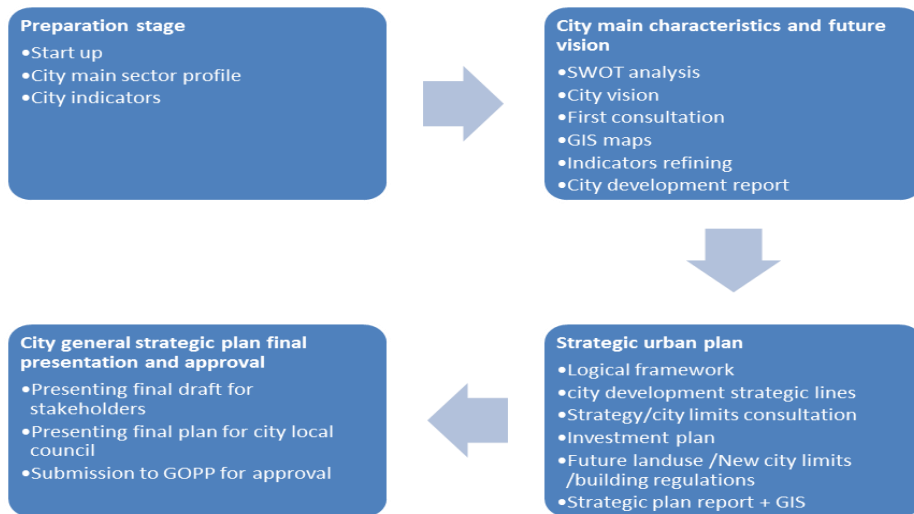 Preparation stage
•Start up
•City main sector profile
•City indicators
City main characteristics and future
vision
•SWOT analysis
•City vision
•First consultation
•GIS maps
•Indicators refining
•City development report
Strategic urban plan
•Logical framework
•city development strategic lines
•Strategy/city limits consultation
•Investment plan
•Future landuse /New city limits
/building regulations
•Strategic plan report + GIS
City general strategic plan final
presentation and approval
•Presenting final draft for
stakeholders
•Presenting final plan for city local
council
•Submission to GOPP for approval